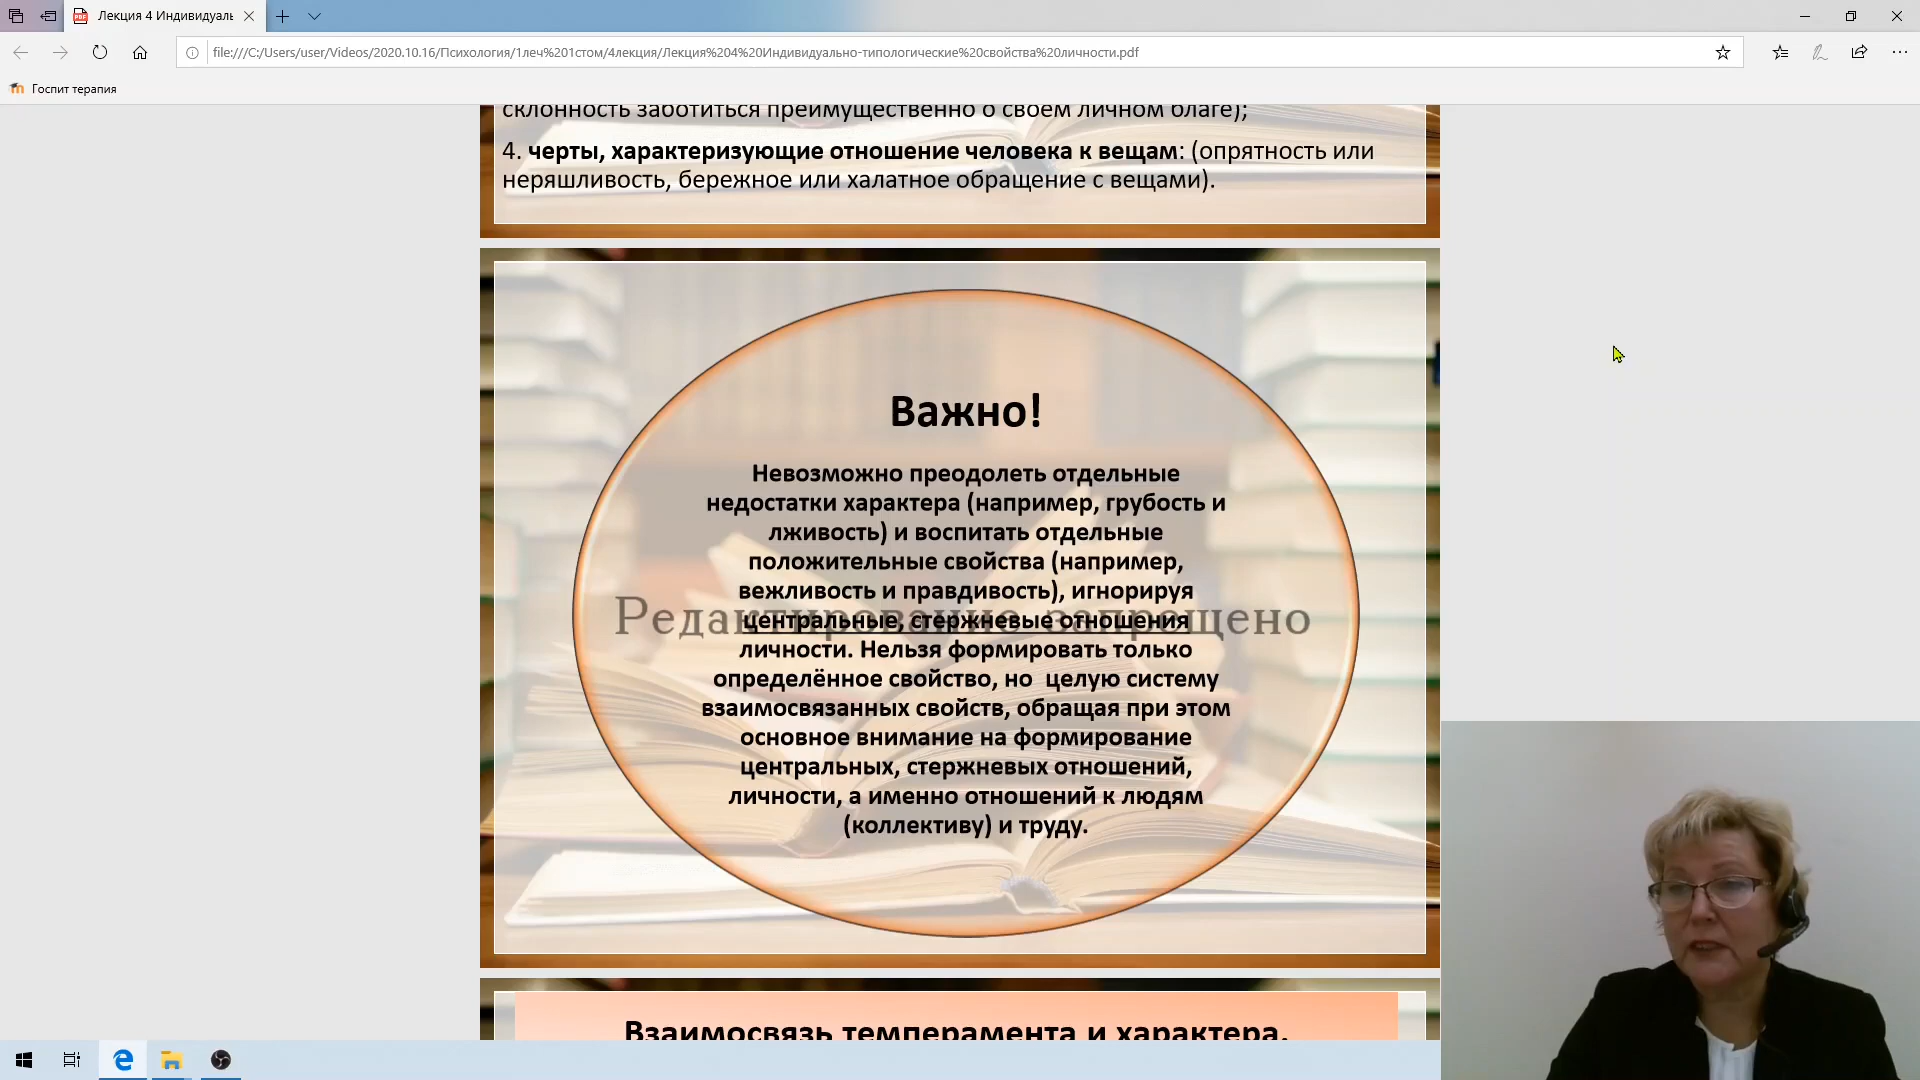 Лекция 4 Индивидуаль
file:///C:/Users/user/Videos/2020.10.16/Психология/1леч%201стом/4лекция/Лекция%204%20Индивидуально-типологические%20свойства%20личности.pdf
Госпит терапия
склонность заботиться преимущественно о своем личном благе);
4. черты, характеризующие отношение человека к вещам: (опрятность или
неряшливость, бережное или халатное обращение с вещами).
Важно!
Невозможно преодолеть отдельные
недостатки характера (например, грубость и
лживость) и воспитать отдельные
положительные свойства (например,
вежливость и правдивость), игнорируя
центральные, стержневые отношения
Редактирование запрещено
личности. Нельзя формировать только
определённое свойство, но целую систему
взаимосвязанных свойств, обращая при этом
основное внимание на формирование
центральных, стержневых отношений,
личности, а именно отношений к людям
(коллективу) и труду.
Взаимосвязь темперамента и характера.